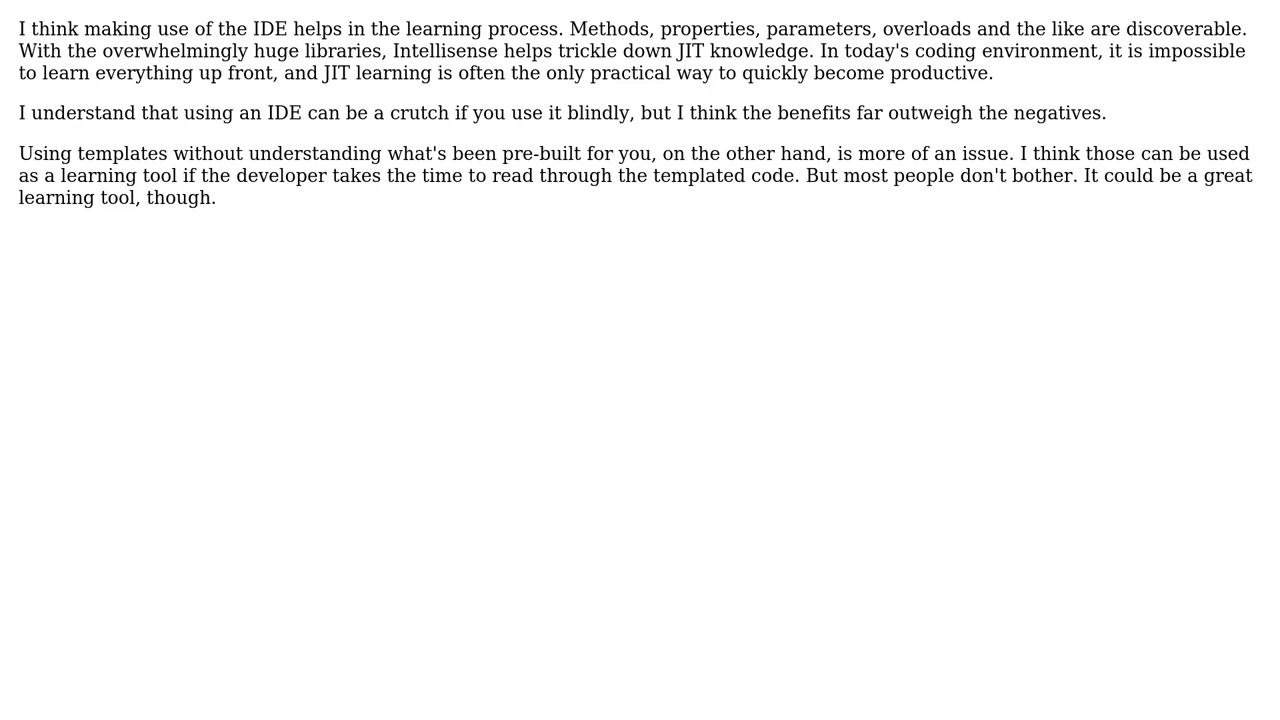 I think making use of the IDE helps in the learning process. Methods, properties, parameters, overloads and the like are discoverable.
With the overwhelmingly huge libraries, Intellisense helps trickle down JIT knowledge. In today's coding environment, it is impossible
to learn everything up front, and JIT learning is often the only practical way to quickly become productive.
I understand that using an IDE can be a crutch if you use it blindly, but I think the benefits far outweigh the negatives.
Using templates without understanding what's been pre-built for you, on the other hand, is more of an issue. I think those can be used
as a learning tool if the developer takes the time to read through the templated code. But most people don't bother. It could be a great
learning tool, though.